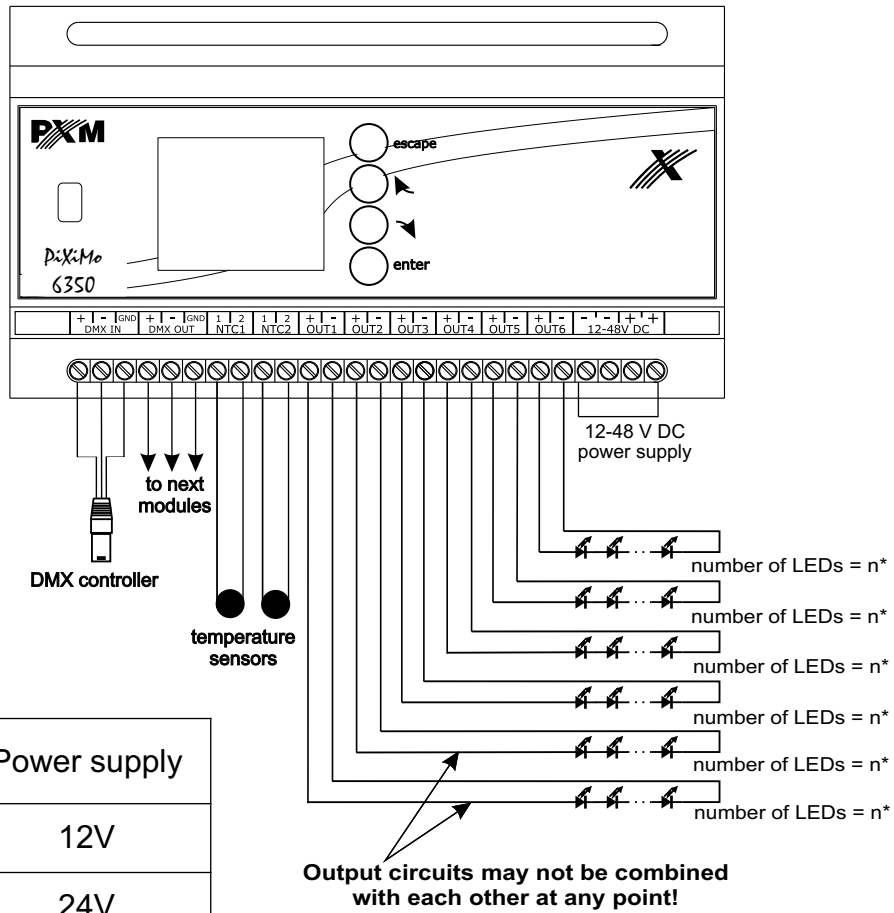 PXM
escape
enter
PiXiMo
6350
+ - GND + - GND 1 2 1 2 + - + - + - + - + - + - - - + +
DMX IN DMX OUT NTC1 NTC2 OUT1 OUT2 OUT3 OUT4 OUT5 OUT6 12-48V DC
12-48 V DC
power supply
to next
modules
DMX controller
temperature
sensors
number of LEDs = n*
number of LEDs = n*
number of LEDs = n*
number of LEDs = n*
number of LEDs = n*
number of LEDs = n*
Power supply
12V
24V
Output circuits may not be combined
with each other at any point!